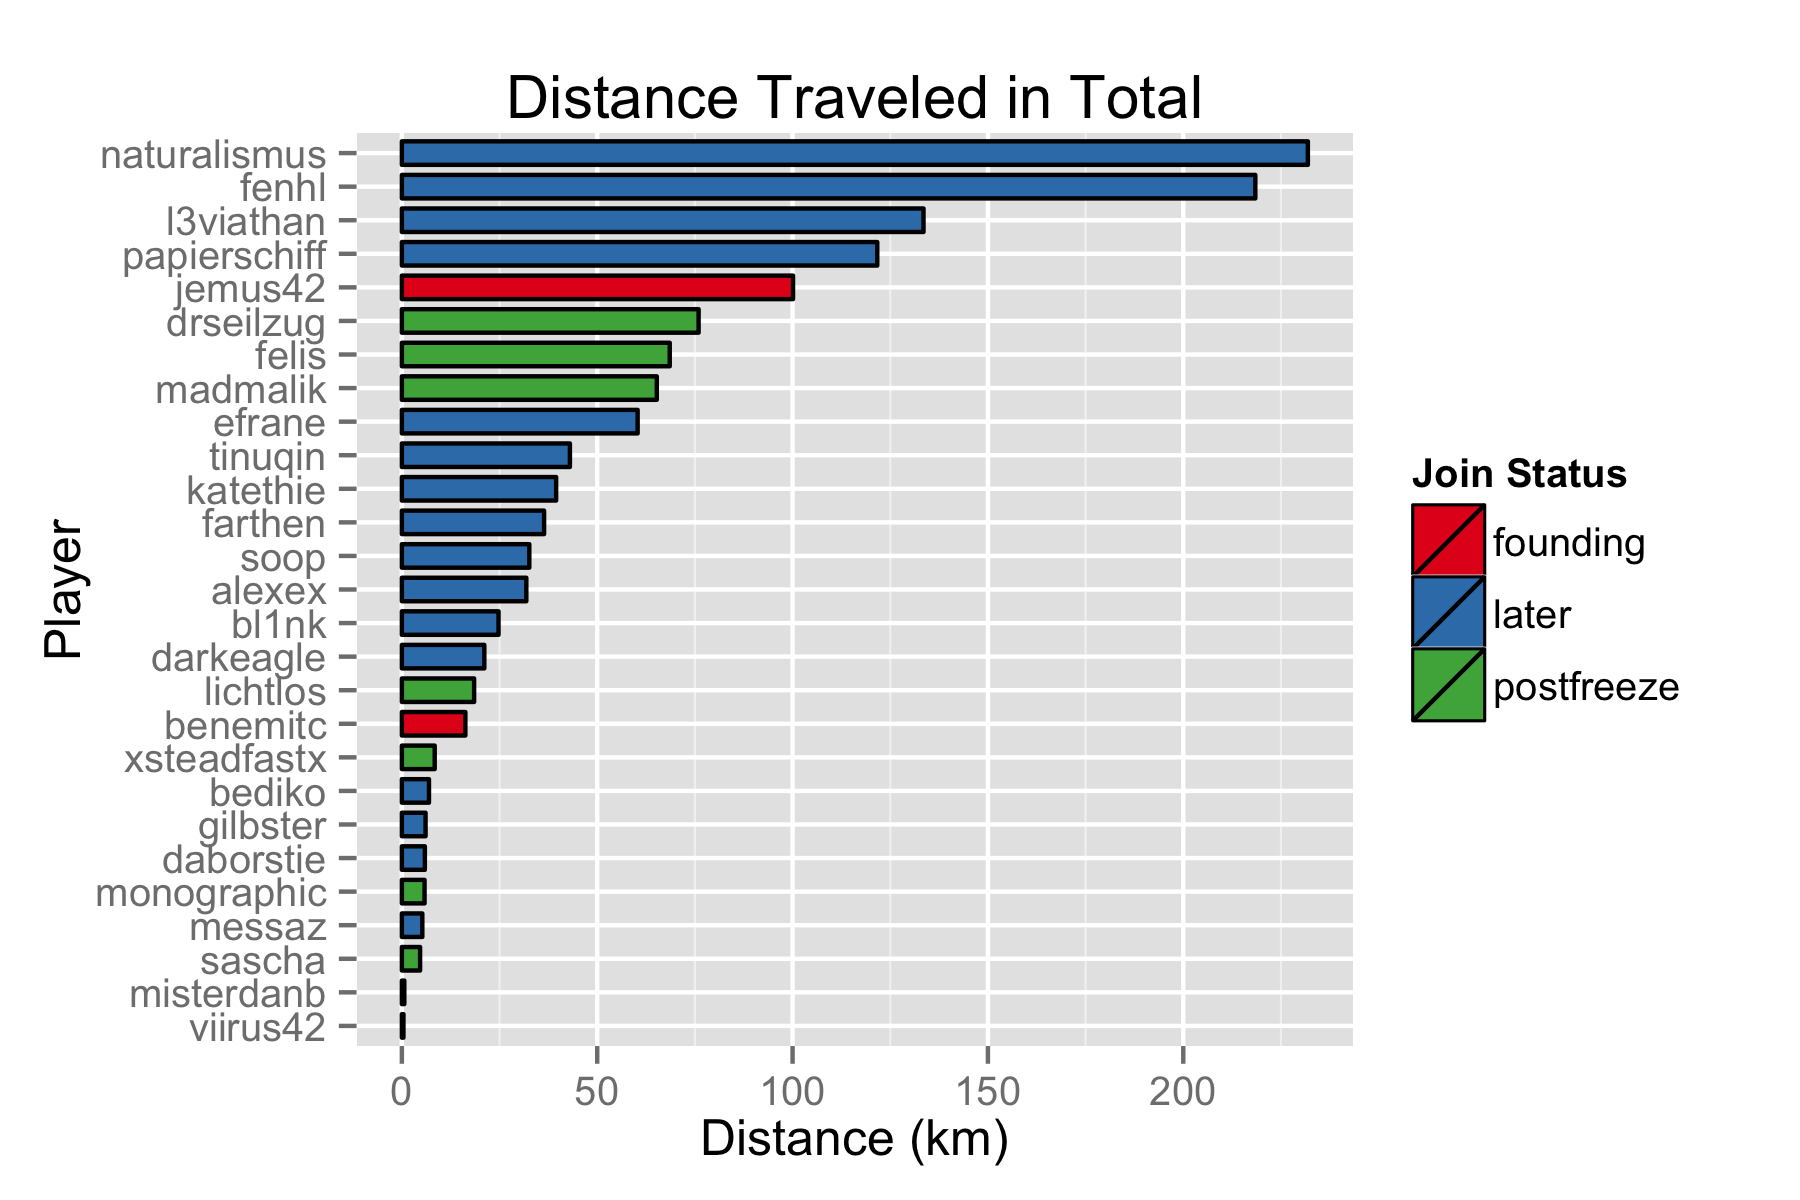 Distance Traveled in Total
Player
naturalismus
fenhl
l3viathan
papierschiff
jemus42
drseilzug
felis
madmalik
efrane
tinuqin
katethie
farthen
soop
alexex
bl1nk
darkeagle
lichtlos
benemitc
xsteadfastx
bediko
gilbster
daborstie
monographic
messaz
sascha
misterdanb
viirus42
0 50 100 150 200
Distance (km)
Join Status
founding
later
postfreeze